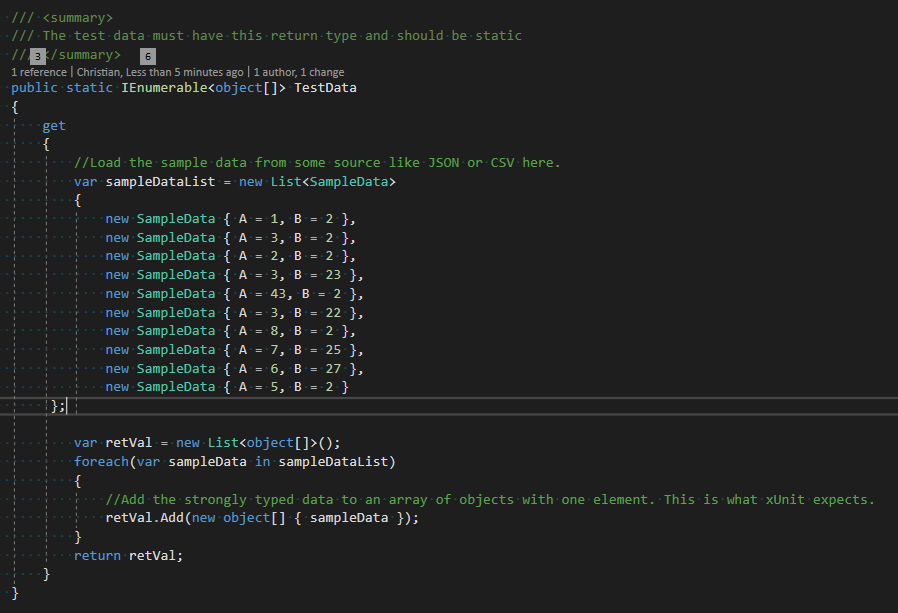 /// <summary>
/// The test data must have this return type and should be static
/// </summary>
3 6
1 reference | Christian, Less than 5 minutes ago | 1 author, 1 change
public static IEnumerable<object[]> TestData
{
    get
    {
        //Load the sample data from some source like JSON or CSV here.
        var sampleDataList = new List<SampleData>
        {
            new SampleData { A = 1, B = 2 },
            new SampleData { A = 3, B = 2 },
            new SampleData { A = 2, B = 2 },
            new SampleData { A = 3, B = 23 },
            new SampleData { A = 43, B = 2 },
            new SampleData { A = 3, B = 22 },
            new SampleData { A = 8, B = 2 },
            new SampleData { A = 7, B = 25 },
            new SampleData { A = 6, B = 27 },
            new SampleData { A = 5, B = 2 }
     };
        var retVal = new List<object[]>();
        foreach(var sampleData in sampleDataList)
        {
            //Add the strongly typed data to an array of objects with one element. This is what xUnit expects.
            retVal.Add(new object[] { sampleData });
        }
        return retVal;
    }
}